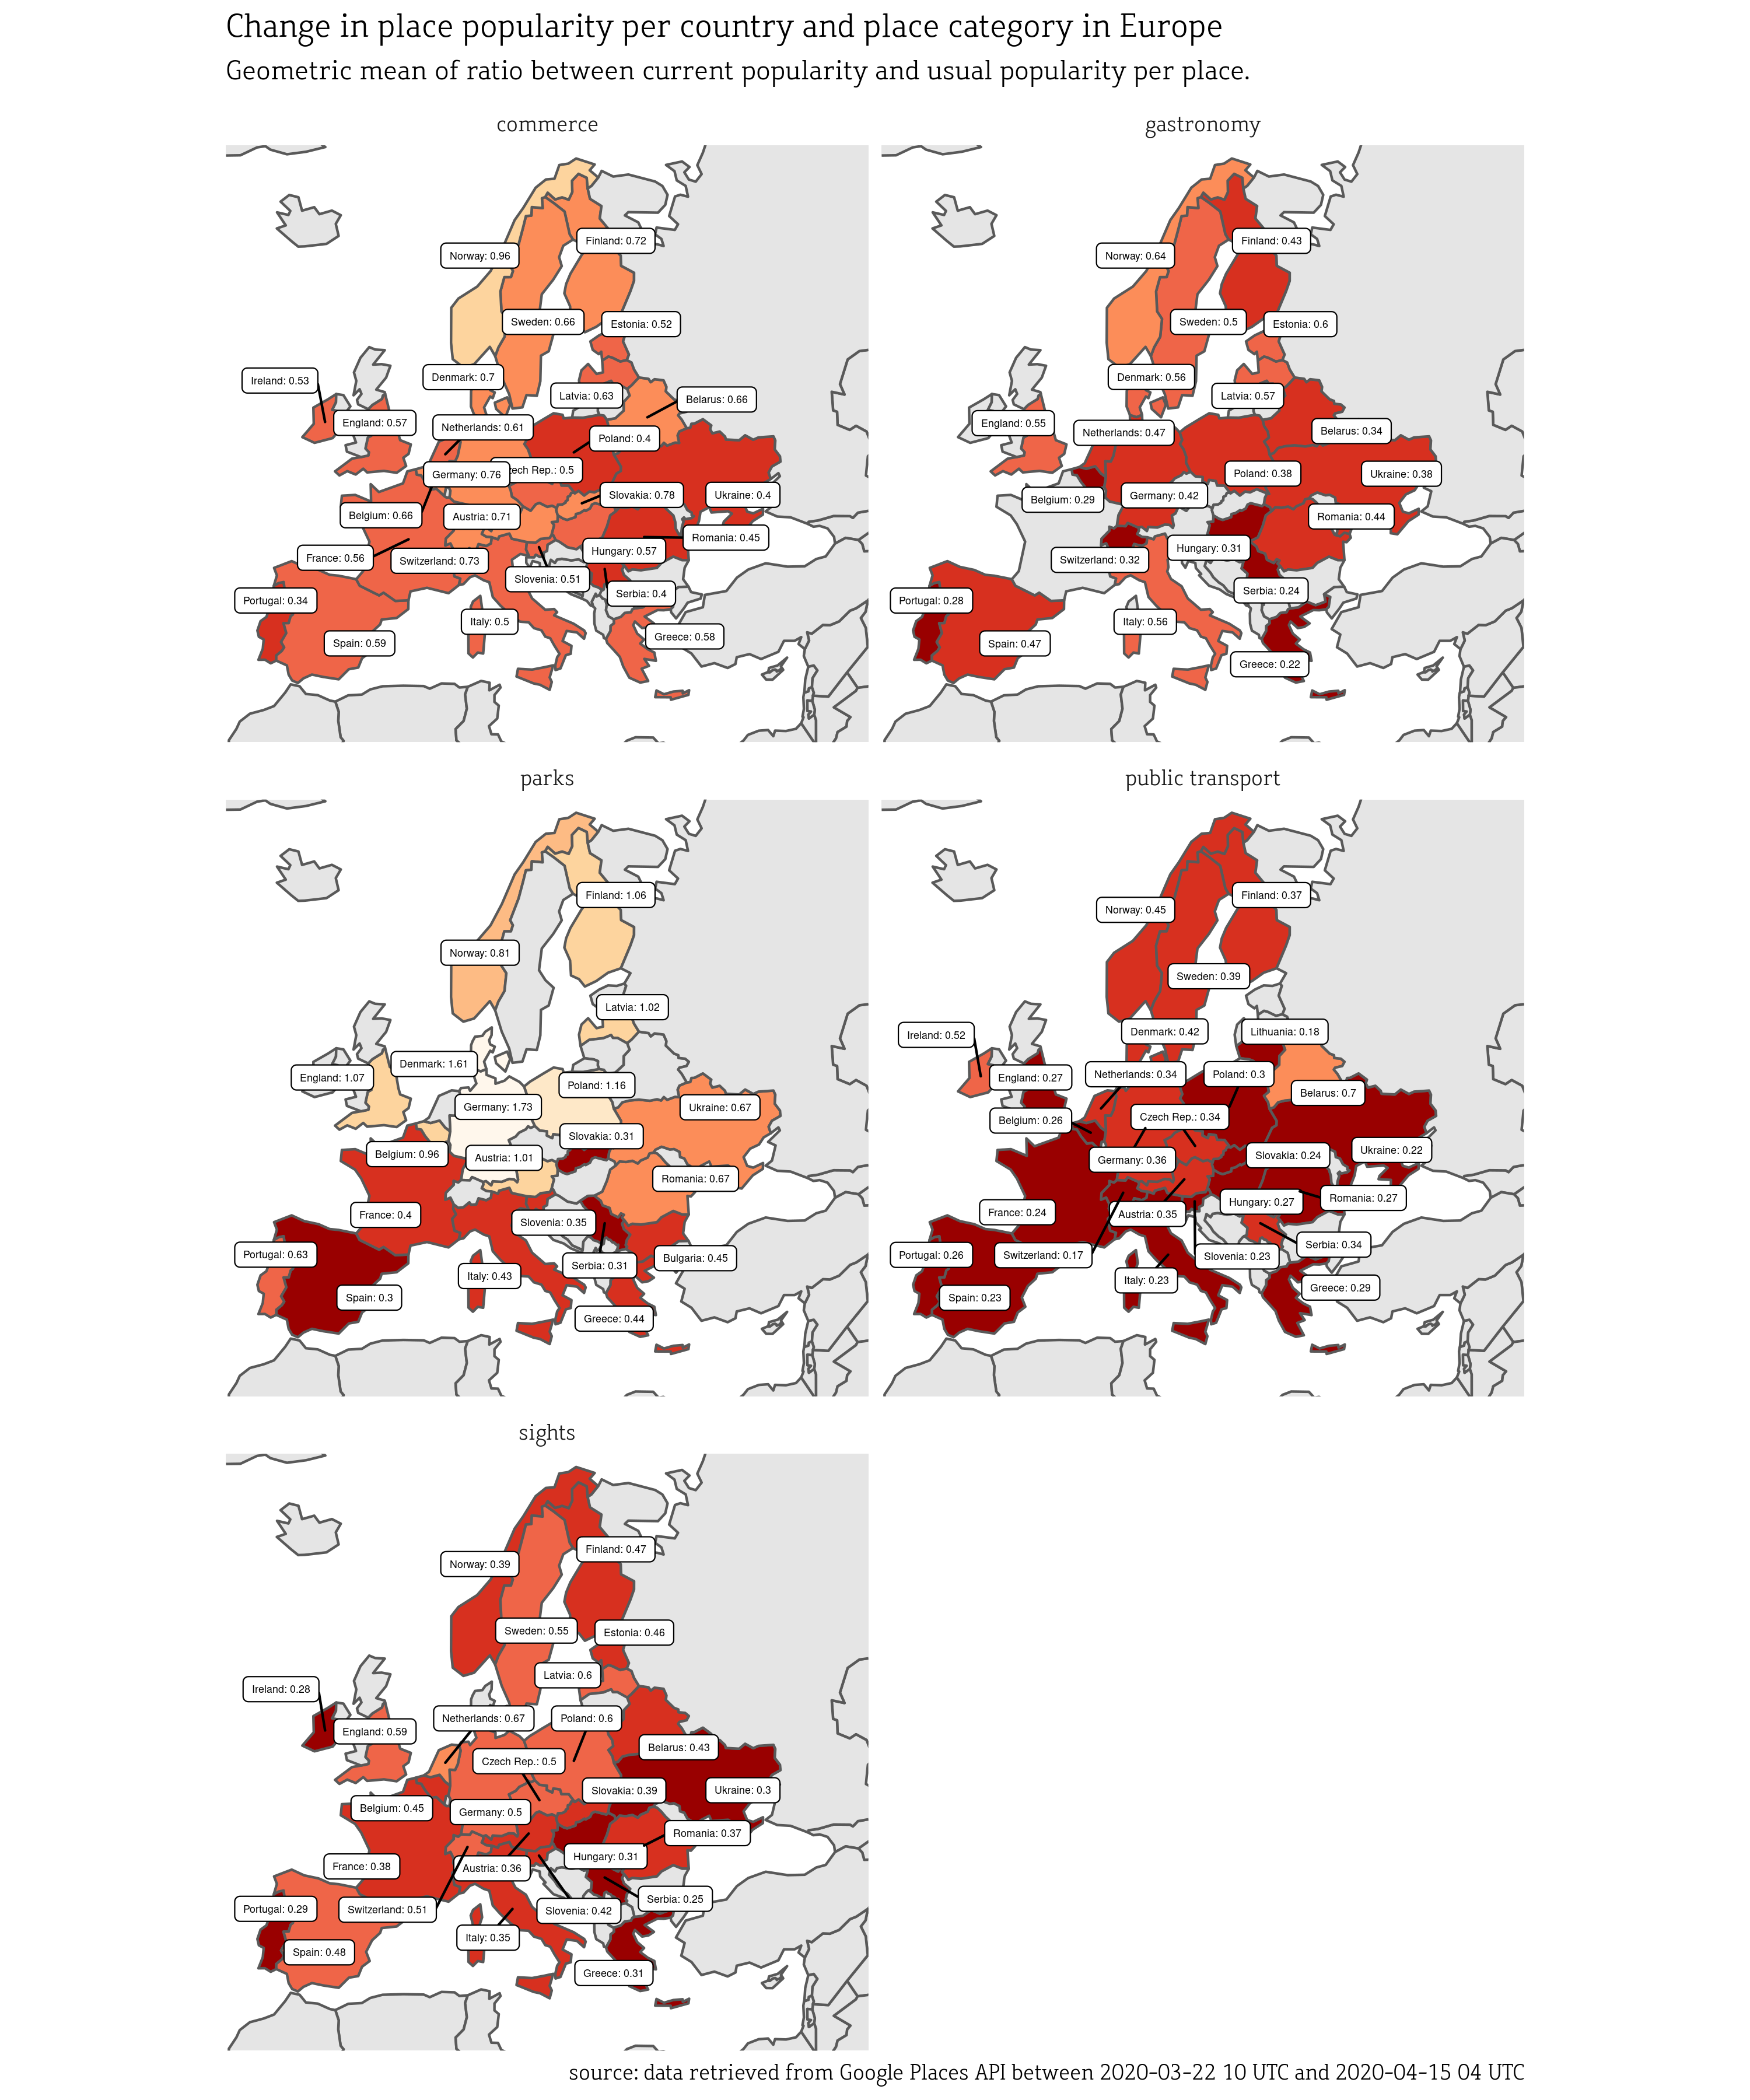 Change in place popularity per country and place category in Europe
Geometric mean of ratio between current popularity and usual popularity per place.
commerce
Norway: 0.96
Finland: 0.72
Sweden: 0.66
Estonia: 0.52
Ireland: 0.53
Denmark: 0.7
Latvia: 0.63
Belarus: 0.66
England: 0.57
Netherlands: 0.61
Poland: 0.4
Germany: 0.76
ech Rep.: 0.5
Slovakia: 0.78
Ukraine: 0.4
Belgium: 0.66
Austria: 0.71
Romania: 0.45
France: 0.56
Switzerland: 0.73
Hungary: 0.57
Slovenia: 0.51
Serbia: 0.4
Portugal: 0.34
Italy: 0.5
Spain: 0.59
Greece: 0.58
gastronomy
Norway: 0.64
Finland: 0.43
Sweden: 0.5
Estonia: 0.6
Denmark: 0.56
Latvia: 0.57
England: 0.55
Netherlands: 0.47
Belarus: 0.34
Poland: 0.38
Ukraine: 0.38
Belgium: 0.29
Germany: 0.42
Romania: 0.44
Hungary: 0.31
Switzerland: 0.32
Serbia: 0.24
Portugal: 0.28
Italy: 0.56
Spain: 0.47
Greece: 0.22
parks
Finland: 1.06
Norway: 0.81
Latvia: 1.02
Denmark: 1.61
England: 1.07
Poland: 1.16
Germany: 1.73
Ukraine: 0.67
Slovakia: 0.31
Belgium: 0.96
Austria: 1.01
Romania: 0.67
France: 0.4
Slovenia: 0.35
Portugal: 0.63
Serbia: 0.31
Bulgaria: 0.45
Italy: 0.43
Spain: 0.3
Greece: 0.44
public transport
Finland: 0.37
Norway: 0.45
Sweden: 0.39
Ireland: 0.52
Denmark: 0.42
Lithuania: 0.18
England: 0.27
Netherlands: 0.34
Poland: 0.3
Belarus: 0.7
Belgium: 0.26
Czech Rep.: 0.34
Germany: 0.36
Slovakia: 0.24
Ukraine: 0.22
Hungary: 0.27
Romania: 0.27
France: 0.24
Austria: 0.35
Serbia: 0.34
Portugal: 0.26
Switzerland: 0.17
Slovenia: 0.23
Italy: 0.23
Greece: 0.29
Spain: 0.23
sights
Finland: 0.47
Norway: 0.39
Sweden: 0.55
Estonia: 0.46
Latvia: 0.6
Ireland: 0.28
England: 0.59
Netherlands: 0.67
Poland: 0.6
Belarus: 0.43
Czech Rep.: 0.5
Slovakia: 0.39
Ukraine: 0.3
Belgium: 0.45
Germany: 0.5
Romania: 0.37
Hungary: 0.31
France: 0.38
Austria: 0.36
Serbia: 0.25
Portugal: 0.29
Switzerland: 0.51
Slovenia: 0.42
Italy: 0.35
Spain: 0.48
Greece: 0.31
source: data retrieved from Google Places API between 2020-03-22 10 UTC and 2020-04-15 04 UTC